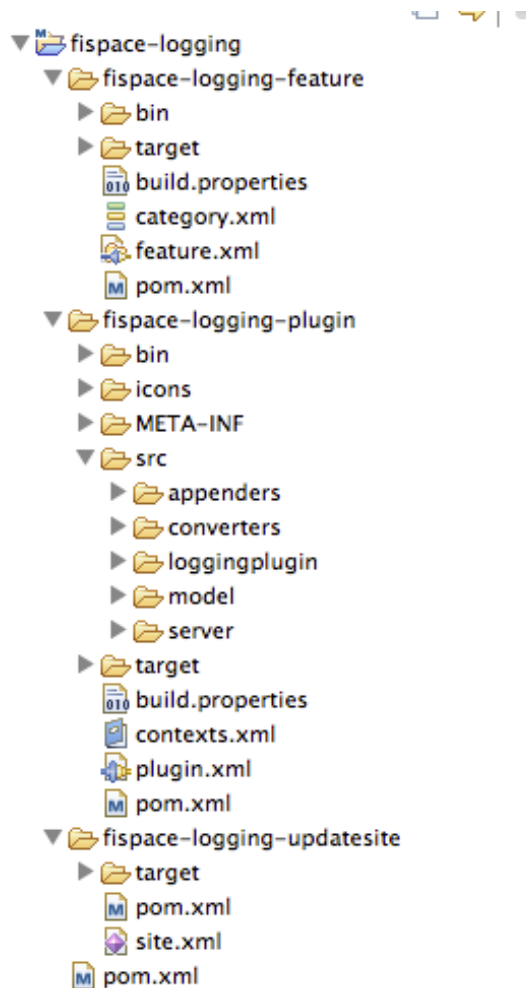 fispace-logging
fispace-logging-feature
bin
target
build.properties
category.xml
feature.xml
pom.xml
fispace-logging-plugin
bin
icons
META-INF
src
appenders
converters
loggingplugin
model
server
target
build.properties
contexts.xml
plugin.xml
pom.xml
fispace-logging-updatesite
target
pom.xml
site.xml
pom.xml